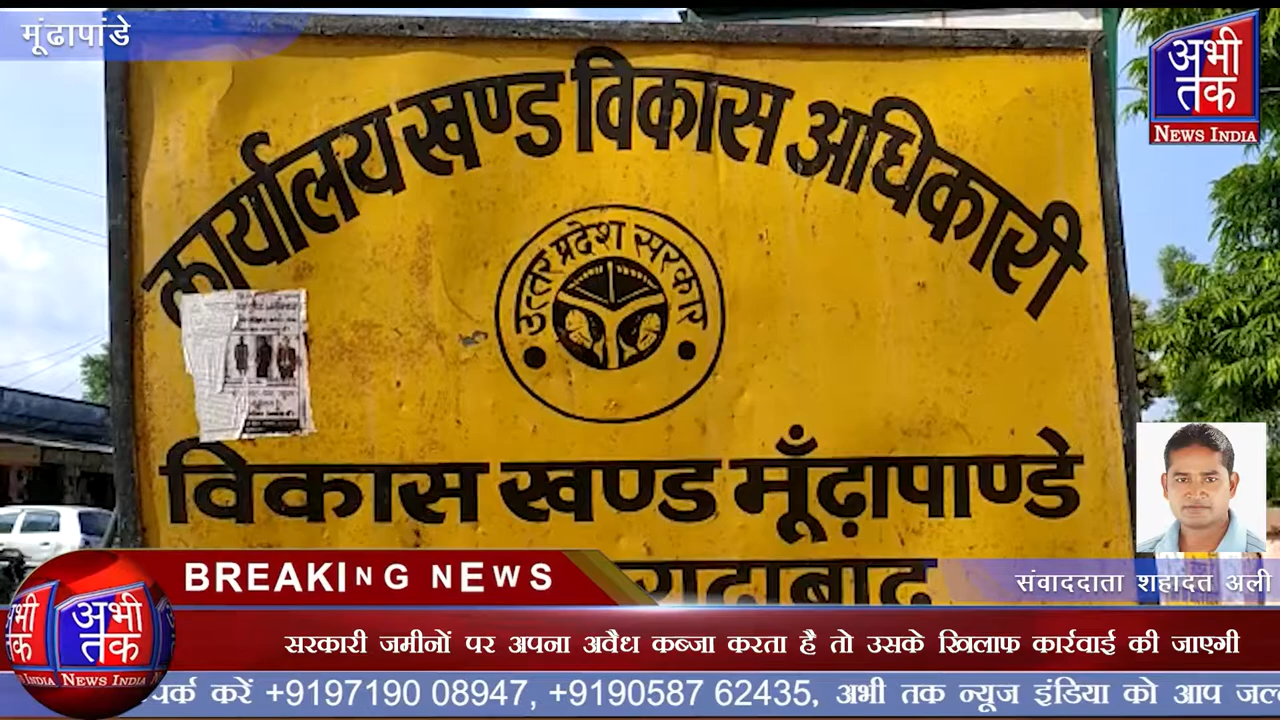 मूंढापांडे
अभी
तक
NEWS INDIA
कार्यालय खण्ड विकास अधिकारी
उत्तर प्रदेश सरकार
विकास खण्ड मूँढ़ापाण्डे
BREAKING NEWS
संवाददाता शहादत अली
अभी
तक
NEWS INDIA
सरकारी जमीनों पर अपना अवैध कब्जा करता है तो उसके खिलाफ कार्रवाई की जाएगी
करें +9197190 08947, +9190587 62435, अभी तक न्यूज इंडिया को आप